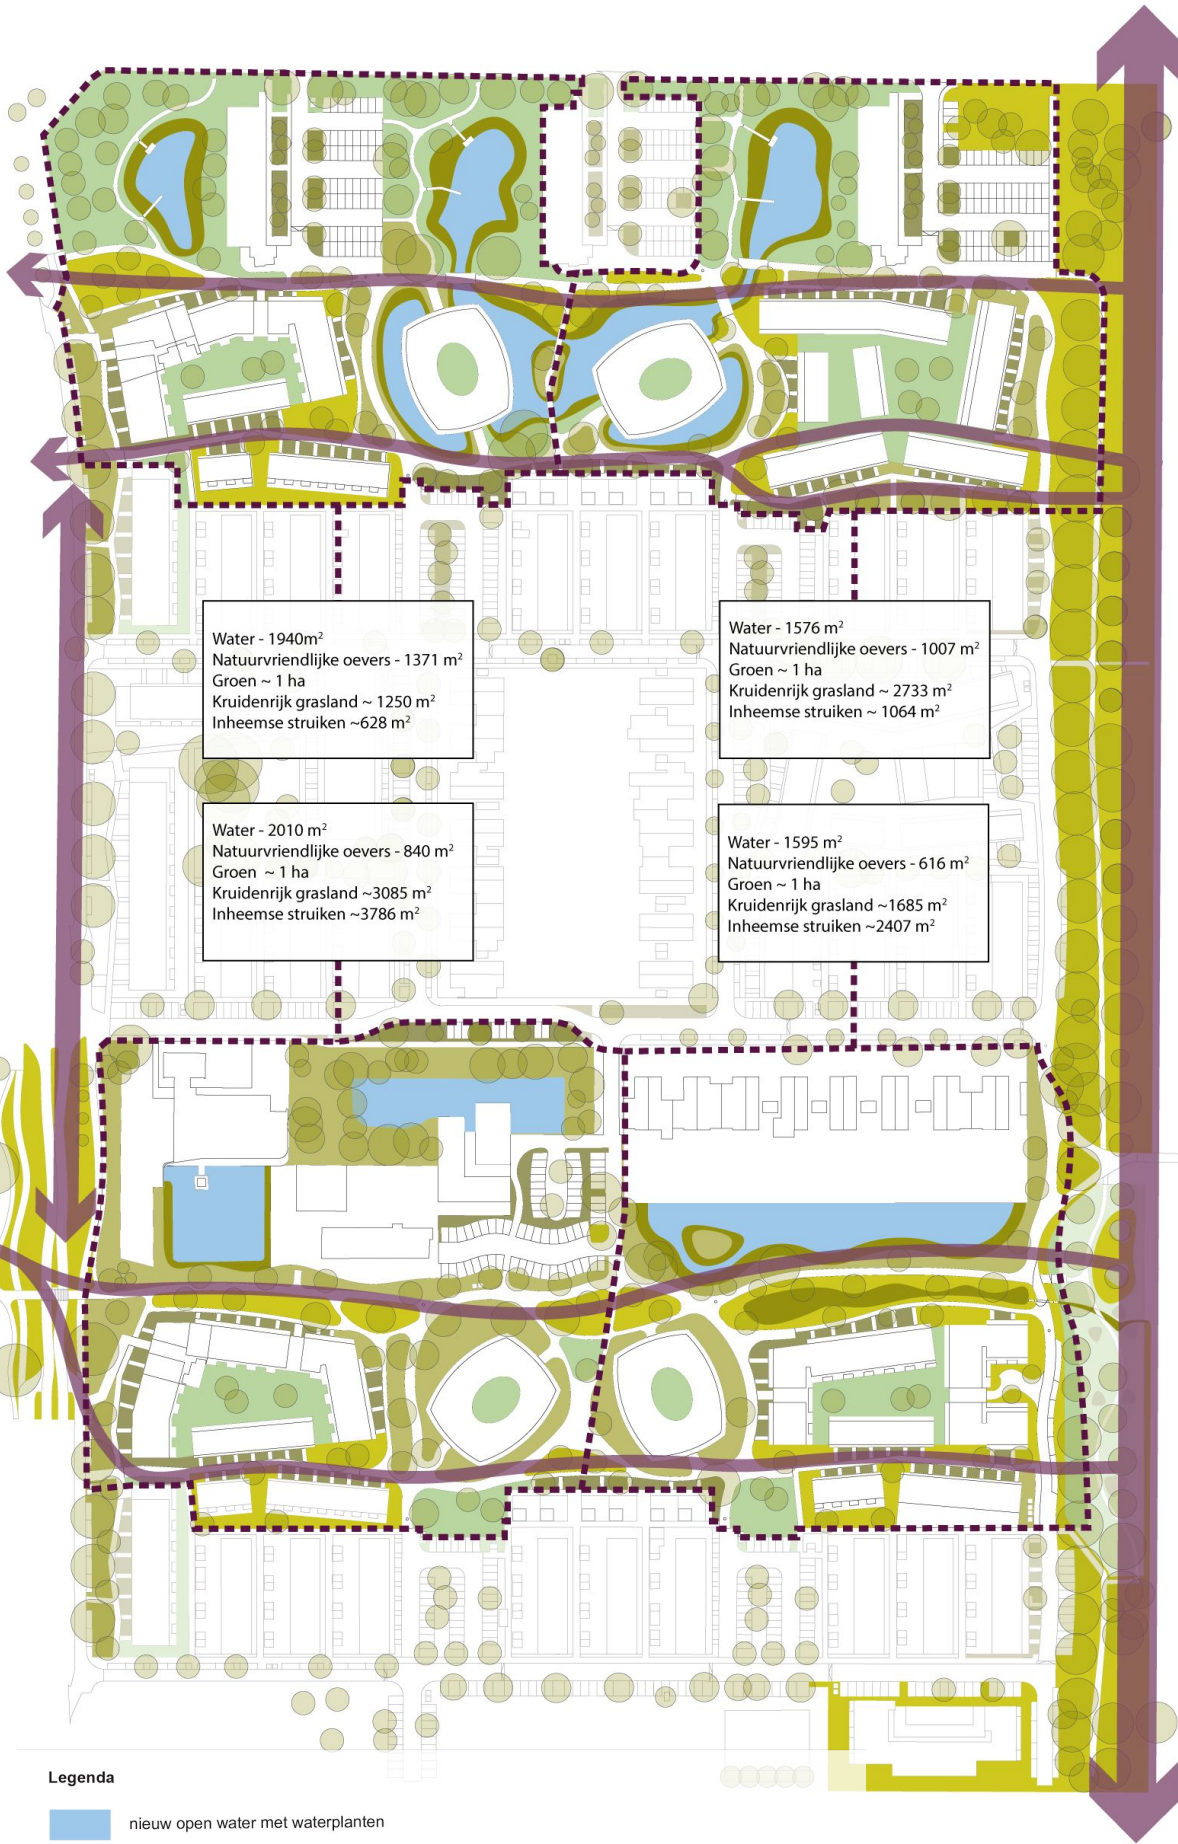 Water - 1940m²
Natuurvriendlijke oevers - 1371 m²
Groen ~ 1 ha
Kruidenrijk grasland ~ 1250 m²
Inheemse struiken ~628 m²
Water - 1576 m²
Natuurvriendlijke oevers - 1007 m²
Groen ~ 1 ha
Kruidenrijk grasland ~ 2733 m²
Inheemse struiken ~ 1064 m²
Water - 2010 m²
Natuurvriendlijke oevers - 840 m²
Groen ~ 1 ha
Kruidenrijk grasland ~3085 m²
Inheemse struiken ~3786 m²
Water - 1595 m²
Natuurvriendlijke oevers - 616 m²
Groen ~ 1 ha
Kruidenrijk grasland ~1685 m²
Inheemse struiken ~2407 m²
Legenda
nieuw open water met waterplanten